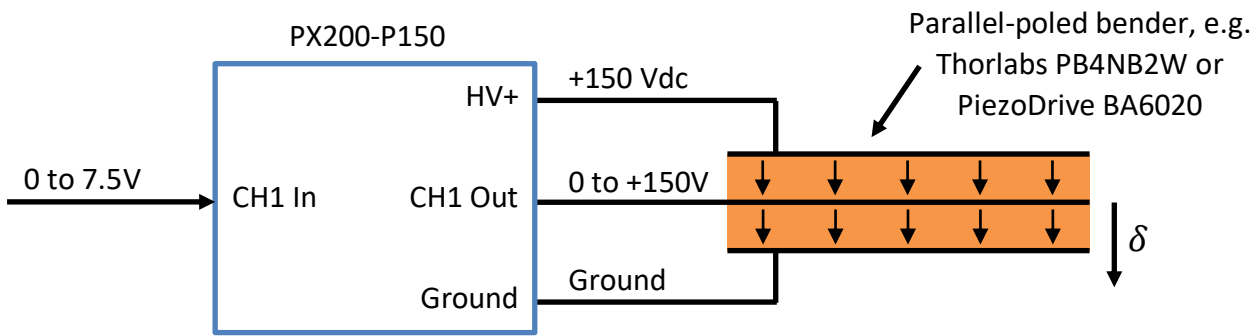 PX200-P150
Parallel-poled bender, e.g.
Thorlabs PB4NB2W or
PiezoDrive BA6020
HV+
+150 Vdc
0 to 7.5V
CH1 In
CH1 Out
0 to +150V
δ
Ground
Ground